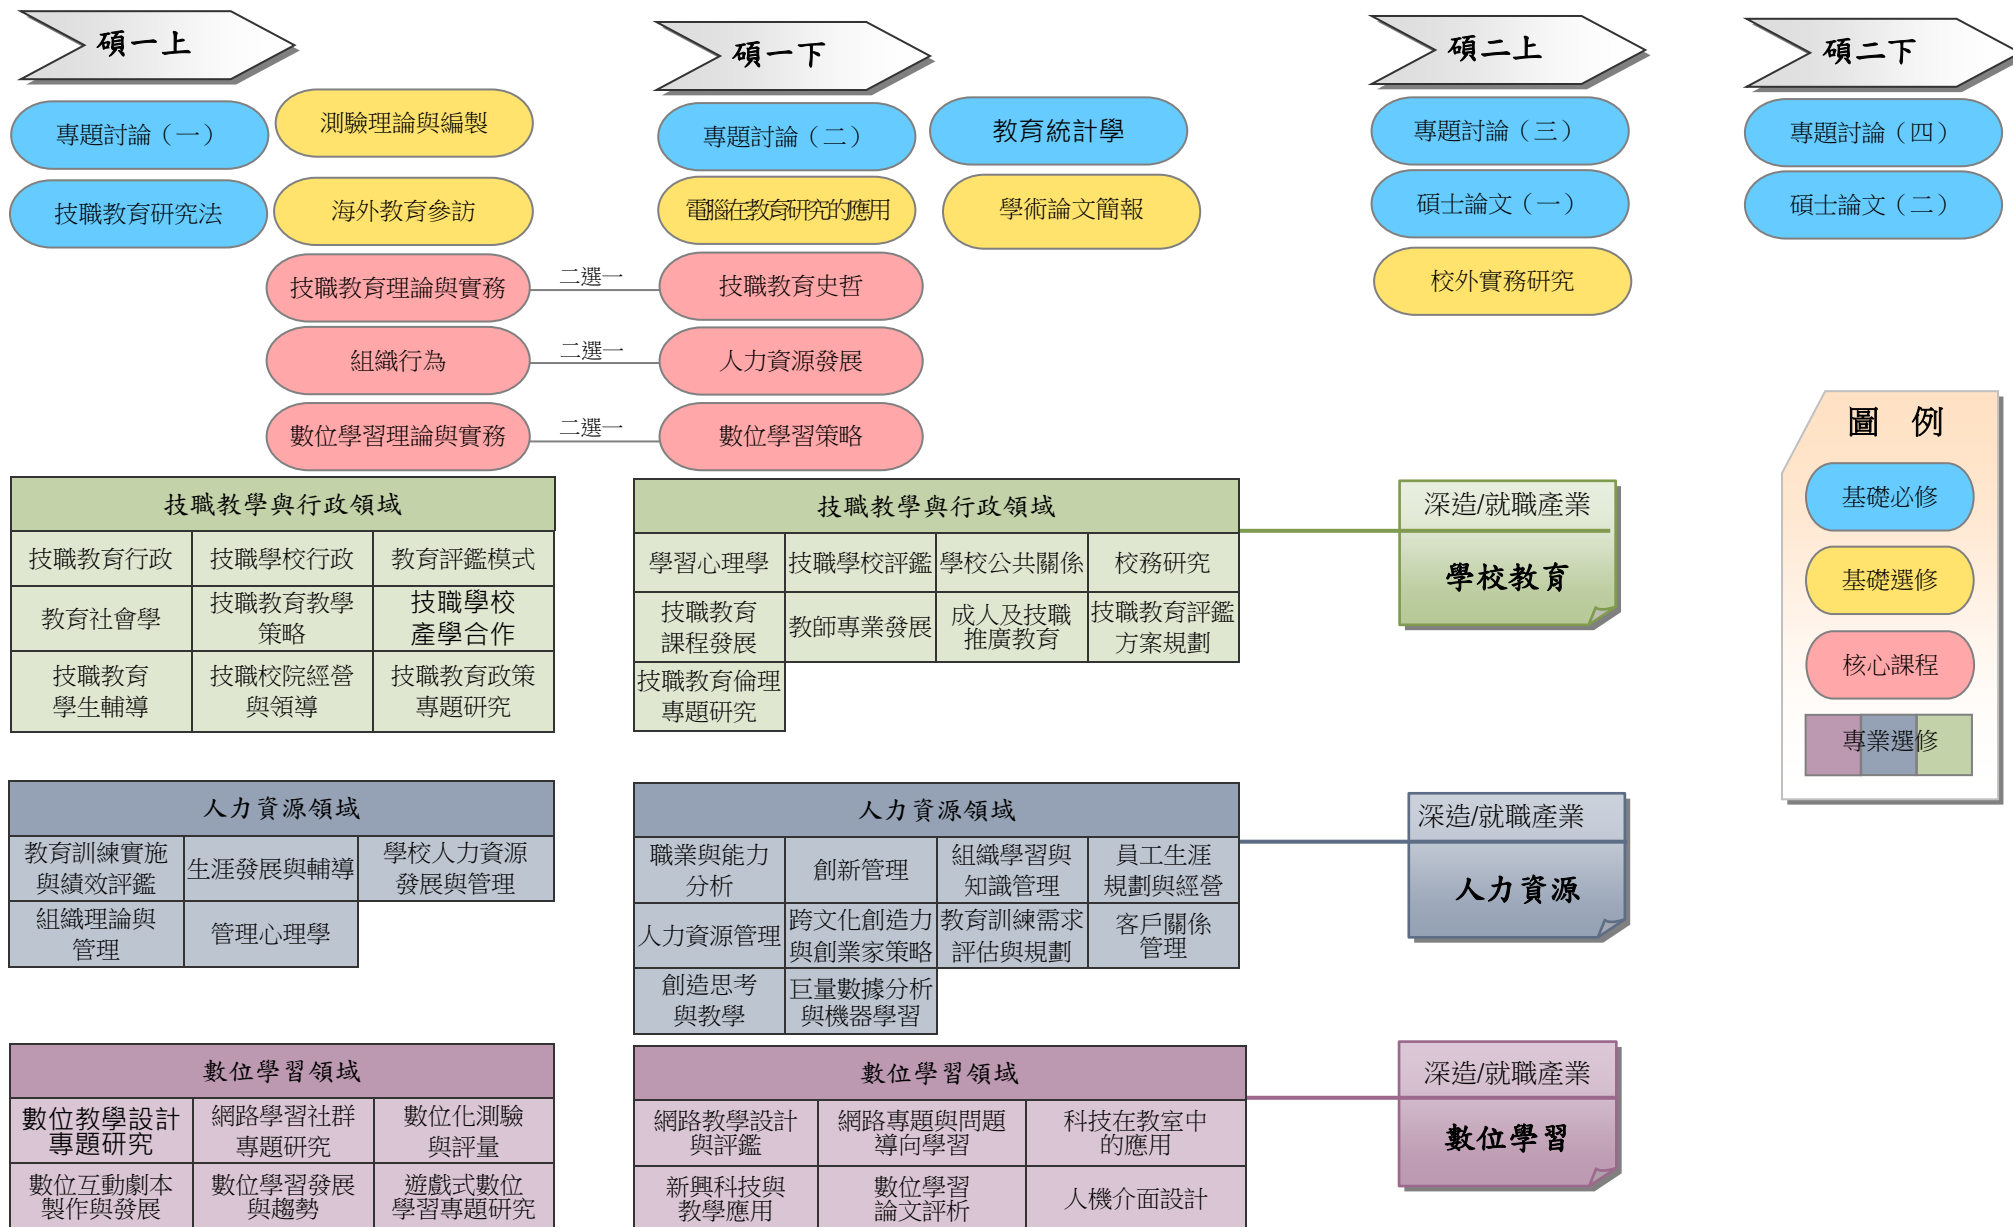 碩一上
碩一下
碩二上
碩二下
專題討論（一）
測驗理論與編製
專題討論（二）
教育統計學
專題討論（三）
專題討論（四）
技職教育研究法
海外教育參訪
電腦在教育研究的應用
學術論文簡報
碩士論文（一）
碩士論文（二）
技職教育理論與實務
二選一
技職教育史哲
校外實務研究
組織行為
二選一
人力資源發展
數位學習理論與實務
二選一
數位學習策略
圖 例
基礎必修
基礎選修
核心課程
專業選修
技職教學與行政領域
技職教育行政
技職學校行政
教育評鑑模式
教育社會學
技職教育教學
策略
技職學校
產學合作
技職教育
學生輔導
技職校院經營
與領導
技職教育政策
專題研究
技職教學與行政領域
學習心理學
技職學校評鑑
學校公共關係
校務研究
技職教育
課程發展
教師專業發展
成人及技職
推廣教育
技職教育評鑑
方案規劃
技職教育倫理
專題研究
深造/就職產業
學校教育
人力資源領域
教育訓練實施
與績效評鑑
生涯發展與輔導
學校人力資源
發展與管理
組織理論與
管理
管理心理學
人力資源領域
職業與能力
分析
創新管理
組織學習與
知識管理
員工生涯
規劃與經營
人力資源管理
跨文化創造力
與創業家策略
教育訓練需求
評估與規劃
客戶關係
管理
創造思考
與教學
巨量數據分析
與機器學習
深造/就職產業
人力資源
數位學習領域
數位教學設計
專題研究
網路學習社群
專題研究
數位化測驗
與評量
數位互動劇本
製作與發展
數位學習發展
與趨勢
遊戲式數位
學習專題研究
數位學習領域
網路教學設計
與評鑑
網路專題與問題
導向學習
科技在教室中
的應用
新興科技與
教學應用
數位學習
論文評析
人機介面設計
深造/就職產業
數位學習